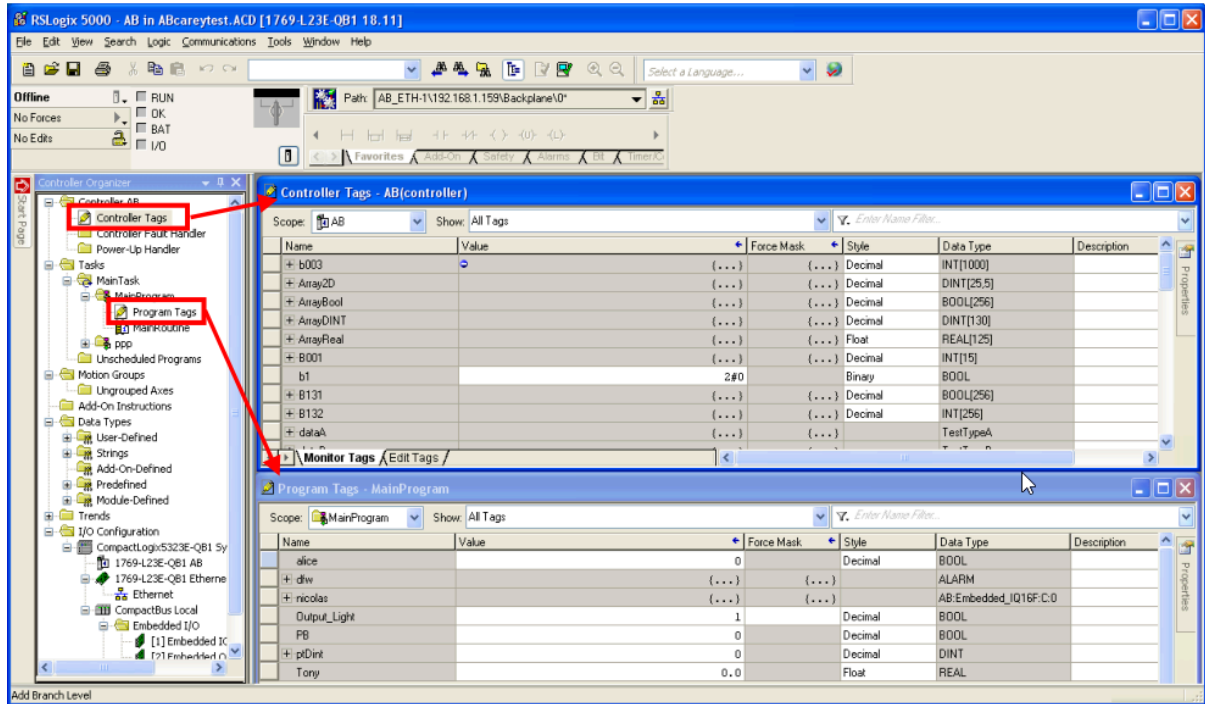 RSLogix 5000 - AB in ABcareytest.ACD [1769-L23E-QB1 18.11]
File Edit View Search Logic Communications Tools Window Help
Select a Language...
Offline RUN
No Forces OK
No Edits BAT
I/O
Path: AB_ETH-1\192.168.1.159\Backplane\0*
Favorites Add-On Safety Alarms Bit Timer/C
Start Page
Controller Organizer
Controller AB
Controller Tags
Controller Fault Handler
Power-Up Handler
Tasks
MainTask
MainProgram
Program Tags
MainRoutine
ppp
Unscheduled Programs
Motion Groups
Ungrouped Axes
Add-On Instructions
Data Types
User-Defined
Strings
Add-On-Defined
Predefined
Module-Defined
Trends
I/O Configuration
CompactLogix5323E-QB1 Sy
1769-L23E-QB1 AB
1769-L23E-QB1 Etherne
Ethernet
CompactBus Local
Embedded I/O
[1] Embedded IC
[2] Embedded O
Controller Tags - AB(controller)
Scope: AB Show: All Tags Enter Name Filter...
Name Value Force Mask Style Data Type Description
+ b003 {...} {...} Decimal INT[1000]
+ Array2D {...} {...} Decimal DINT[25,5]
+ ArrayBool {...} {...} Decimal BOOL[256]
+ ArrayDINT {...} {...} Decimal DINT[130]
+ ArrayReal {...} {...} Float REAL[125]
+ B001 {...} {...} Decimal INT[15]
b1 2#0 Binary BOOL
+ B131 {...} {...} Decimal BOOL[256]
+ B132 {...} {...} Decimal INT[256]
+ dataA {...} {...} TestTypeA
Monitor Tags Edit Tags
Properties
Program Tags - MainProgram
Scope: MainProgram Show: All Tags Enter Name Filter...
Name Value Force Mask Style Data Type Description
alice 0 Decimal BOOL
+ dfw {...} {...} ALARM
+ nicolas {...} {...} AB:Embedded_IQ16F:C:0
Output_Light 1 Decimal BOOL
PB 0 Decimal BOOL
+ ptDint 0 Decimal DINT
Tony 0.0 Float REAL
Properties
Add Branch Level